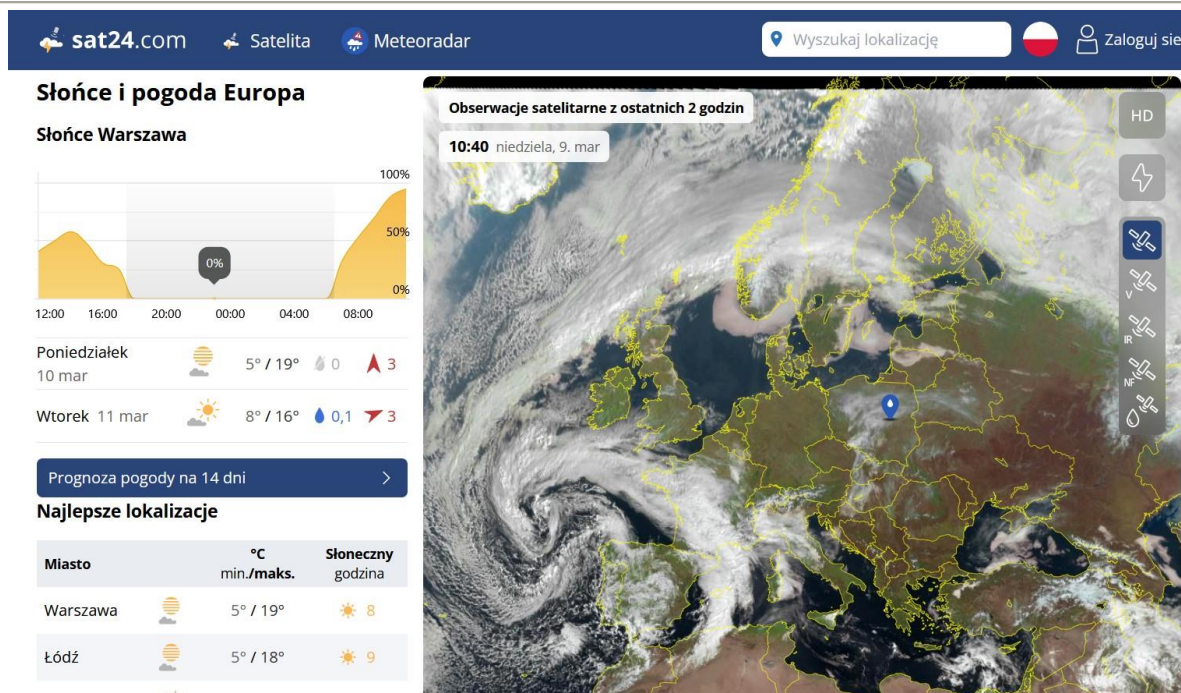 sat24.com
Satelita
Meteoradar
Wyszukaj lokalizację
Zaloguj sie
Słońce i pogoda Europa
Słońce Warszawa
100%
50%
0%
0%
12:00 16:00 20:00 00:00 04:00 08:00
Poniedziałek
10 mar
5° / 19° 0 3
Wtorek 11 mar 8° / 16° 0,1 3
Prognoza pogody na 14 dni
Najlepsze lokalizacje
Miasto °C Słoneczny
min./maks. godzina
Warszawa 5° / 19° 8
Łódź 5° / 18° 9
Obserwacje satelitarne z ostatnich 2 godzin
10:40 niedziela, 9. mar
HD
V
IR
NF